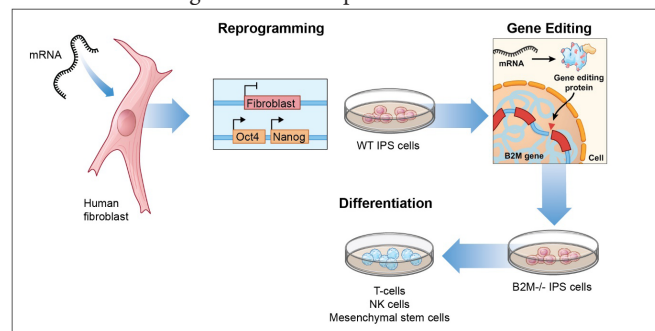 Reprogramming
Gene Editing
mRNA
mRNA
Gene editing
protein
Fibroblast
Oct4
Nanog
WT IPS cells
B2M gene
Cell
Human
fibroblast
Differentiation
T-cells
NK cells
Mesenchymal stem cells
B2M-/- IPS cells